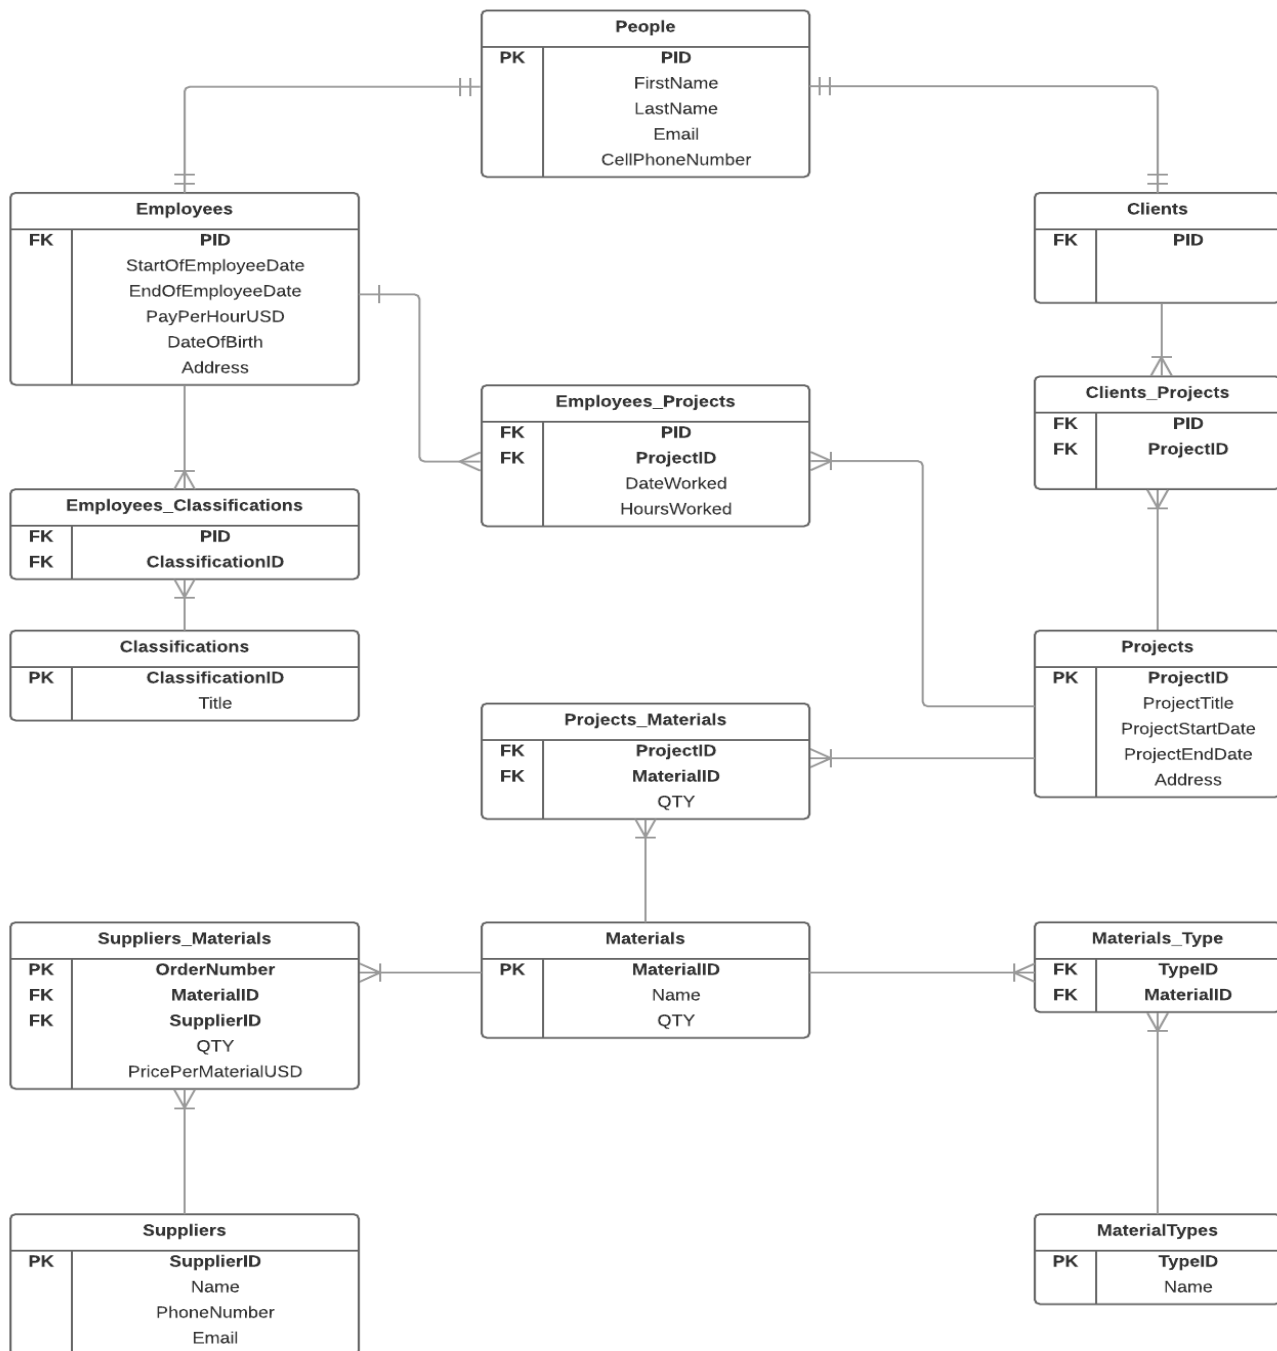 People
PK PID
FirstName
LastName
Email
CellPhoneNumber
Employees
FK PID
StartOfEmployeeDate
EndOfEmployeeDate
PayPerHourUSD
DateOfBirth
Address
Clients
FK PID
Employees_Projects
FK PID
FK ProjectID
DateWorked
HoursWorked
Clients_Projects
FK PID
FK ProjectID
Employees_Classifications
FK PID
FK ClassificationID
Classifications
PK ClassificationID
Title
Projects
PK ProjectID
ProjectTitle
ProjectStartDate
ProjectEndDate
Address
Projects_Materials
FK ProjectID
FK MaterialID
QTY
Suppliers_Materials
PK OrderNumber
FK MaterialID
FK SupplierID
QTY
PricePerMaterialUSD
Materials
PK MaterialID
Name
QTY
Materials_Type
FK TypeID
FK MaterialID
Suppliers
PK SupplierID
Name
PhoneNumber
Email
MaterialTypes
PK TypeID
Name